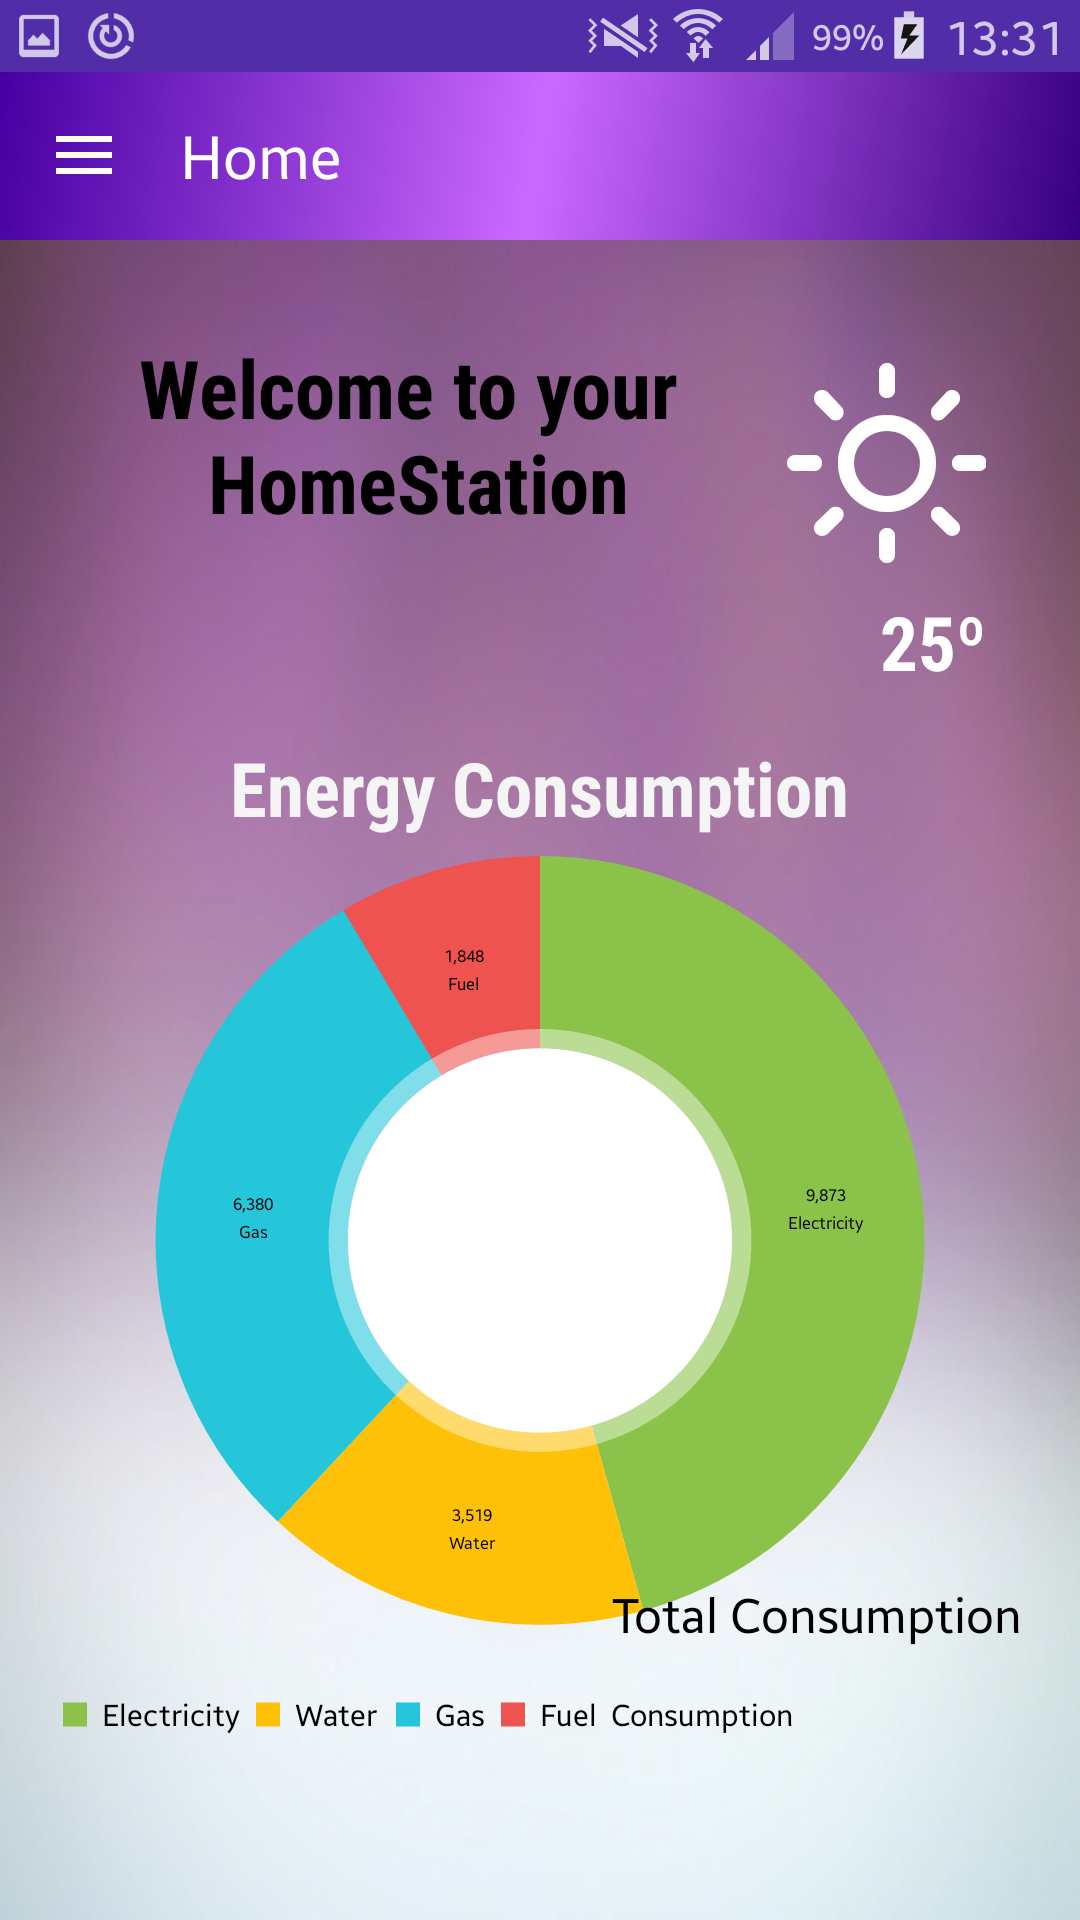 99% 13:31
Home
Welcome to your
HomeStation
25º
Energy Consumption
1,848
Fuel
9,873
Electricity
6,380
Gas
3,519
Water
Total Consumption
Electricity Water Gas Fuel Consumption